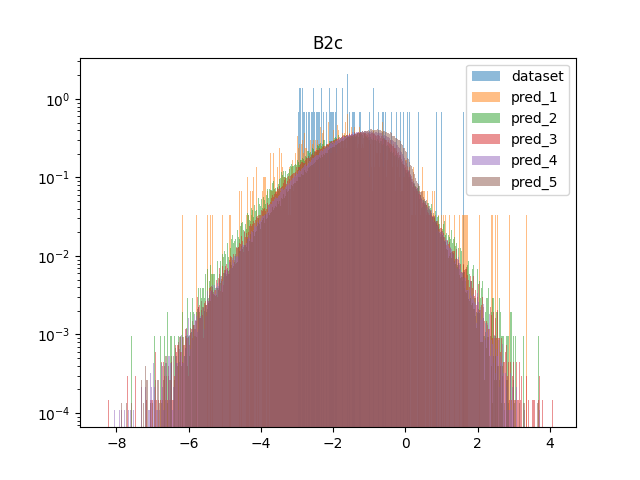 B2c
dataset
pred_1
pred_2
pred_3
pred_4
pred_5
10⁰
10⁻¹
10⁻²
10⁻³
10⁻⁴
−8 −6 −4 −2 0 2 4